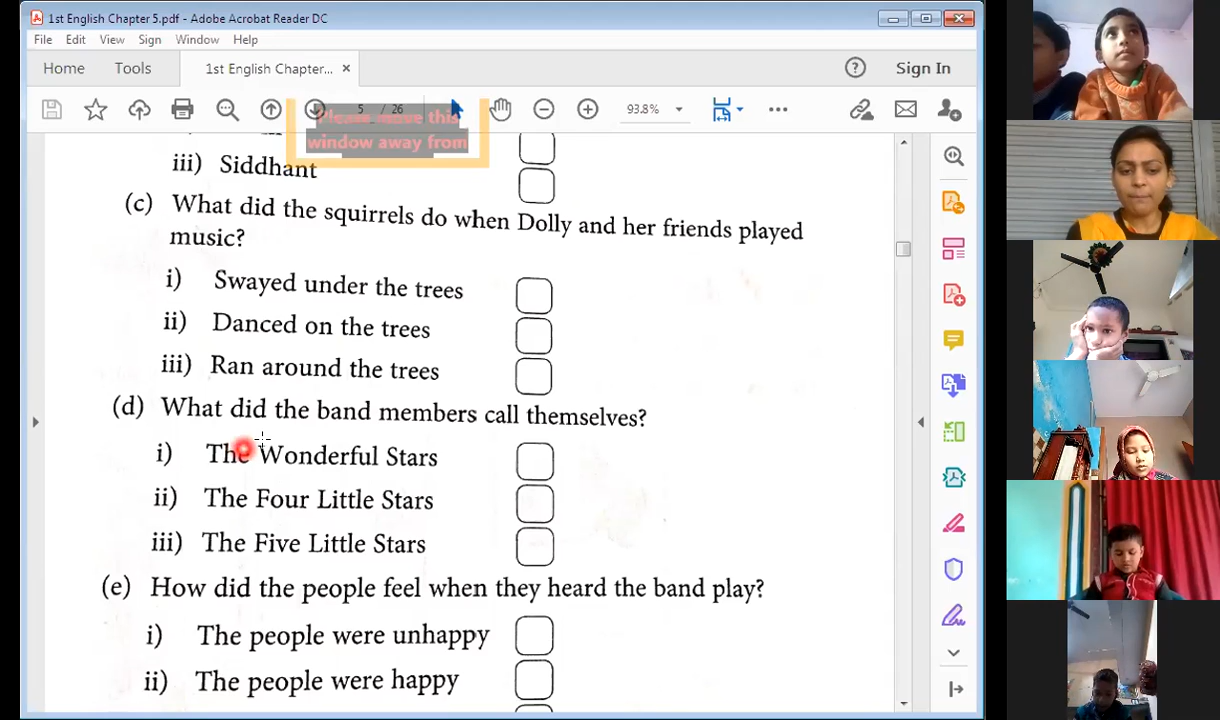 1st English Chapter 5.pdf - Adobe Acrobat Reader DC
File Edit View Sign Window Help
Home Tools 1st English Chapter... × Sign In
5 / 26 93.8%
Please move this
window away from
iii) Siddhant
(c) What did the squirrels do when Dolly and her friends played
music?
i) Swayed under the trees
ii) Danced on the trees
iii) Ran around the trees
(d) What did the band members call themselves?
i) The Wonderful Stars
ii) The Four Little Stars
iii) The Five Little Stars
(e) How did the people feel when they heard the band play?
i) The people were unhappy
ii) The people were happy